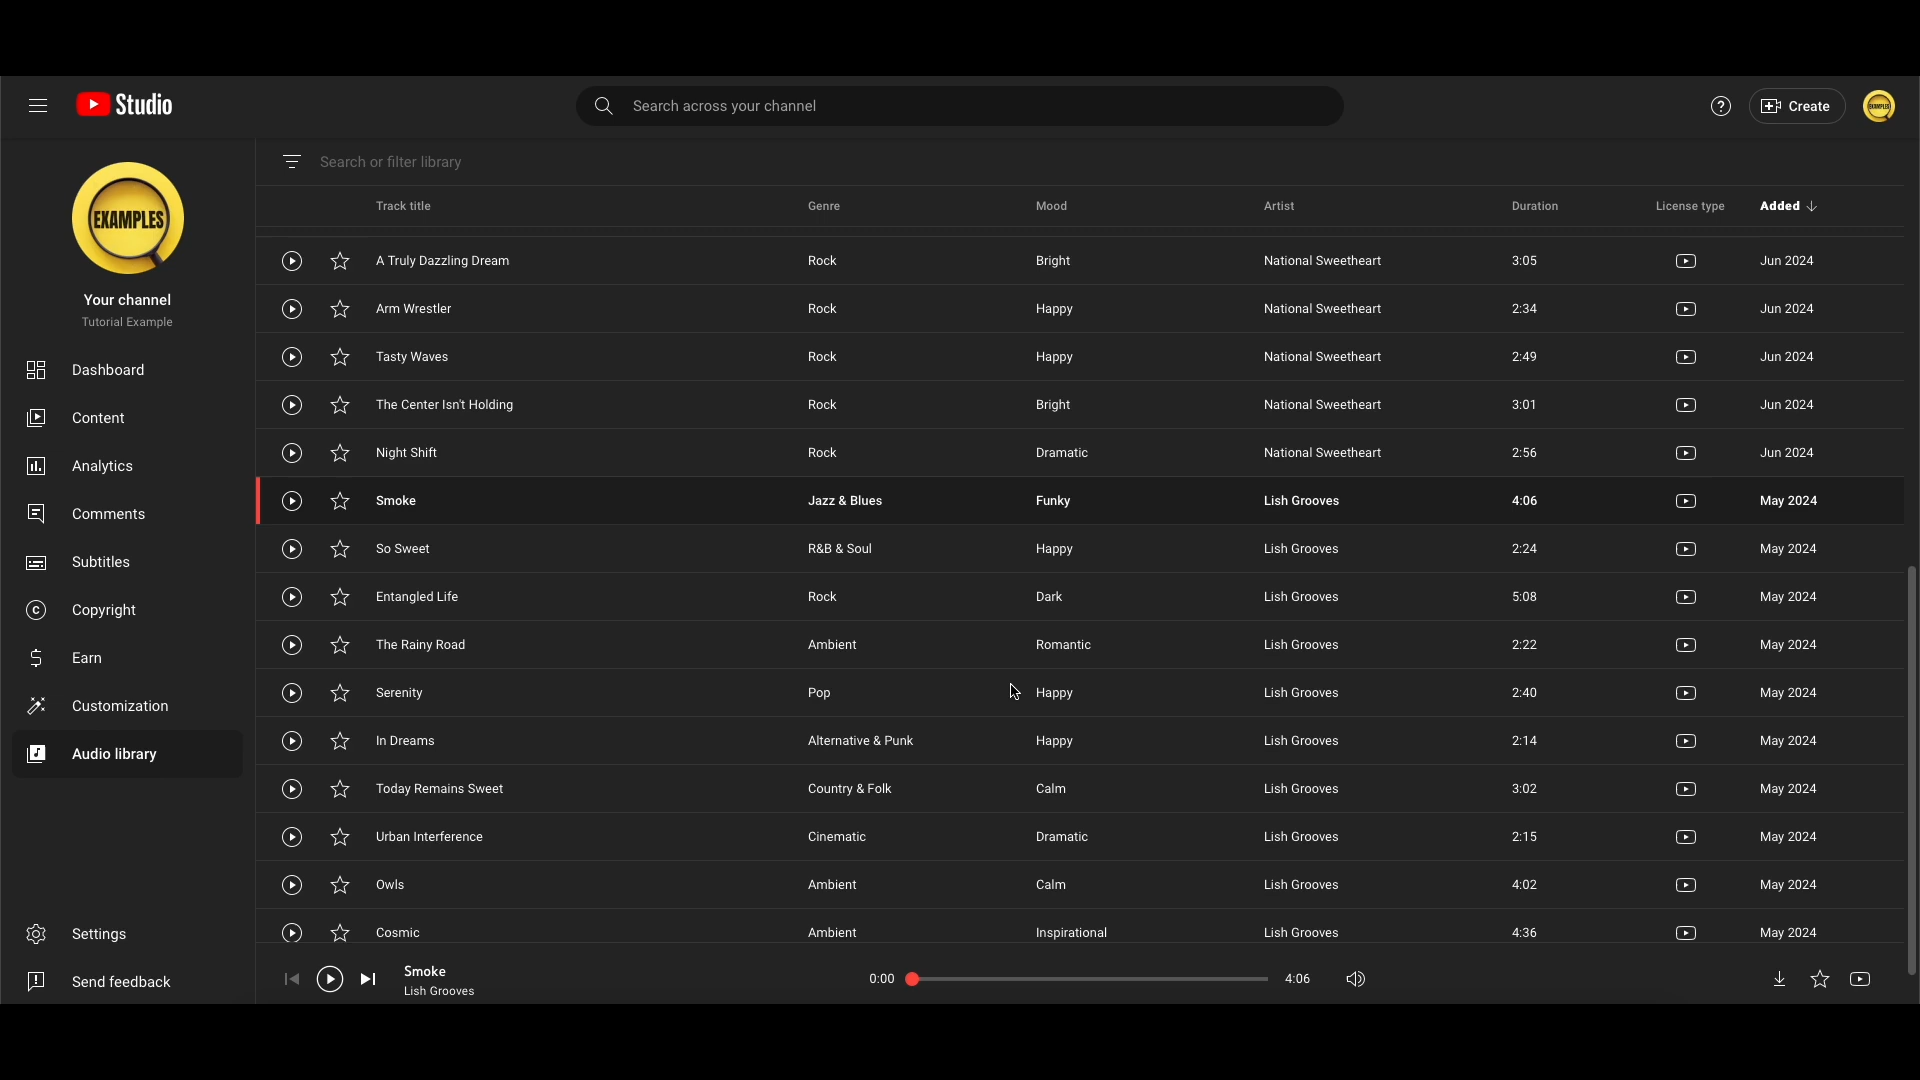 Studio
Search across your channel
Create
EXAMPLES
EXAMPLES
Your channel
Tutorial Example
Dashboard
Content
Analytics
Comments
Subtitles
Copyright
Earn
Customization
Audio library
Settings
Send feedback
Search or filter library
Track title Genre Mood Artist Duration License type Added
A Truly Dazzling Dream Rock Bright National Sweetheart 3:05 Jun 2024
Arm Wrestler Rock Happy National Sweetheart 2:34 Jun 2024
Tasty Waves Rock Happy National Sweetheart 2:49 Jun 2024
The Center Isn't Holding Rock Bright National Sweetheart 3:01 Jun 2024
Night Shift Rock Dramatic National Sweetheart 2:56 Jun 2024
Smoke Jazz & Blues Funky Lish Grooves 4:06 May 2024
So Sweet R&B & Soul Happy Lish Grooves 2:24 May 2024
Entangled Life Rock Dark Lish Grooves 5:08 May 2024
The Rainy Road Ambient Romantic Lish Grooves 2:22 May 2024
Serenity Pop Happy Lish Grooves 2:40 May 2024
In Dreams Alternative & Punk Happy Lish Grooves 2:14 May 2024
Today Remains Sweet Country & Folk Calm Lish Grooves 3:02 May 2024
Urban Interference Cinematic Dramatic Lish Grooves 2:15 May 2024
Owls Ambient Calm Lish Grooves 4:02 May 2024
Cosmic Ambient Inspirational Lish Grooves 4:36 May 2024
Smoke
Lish Grooves
0:00 4:06